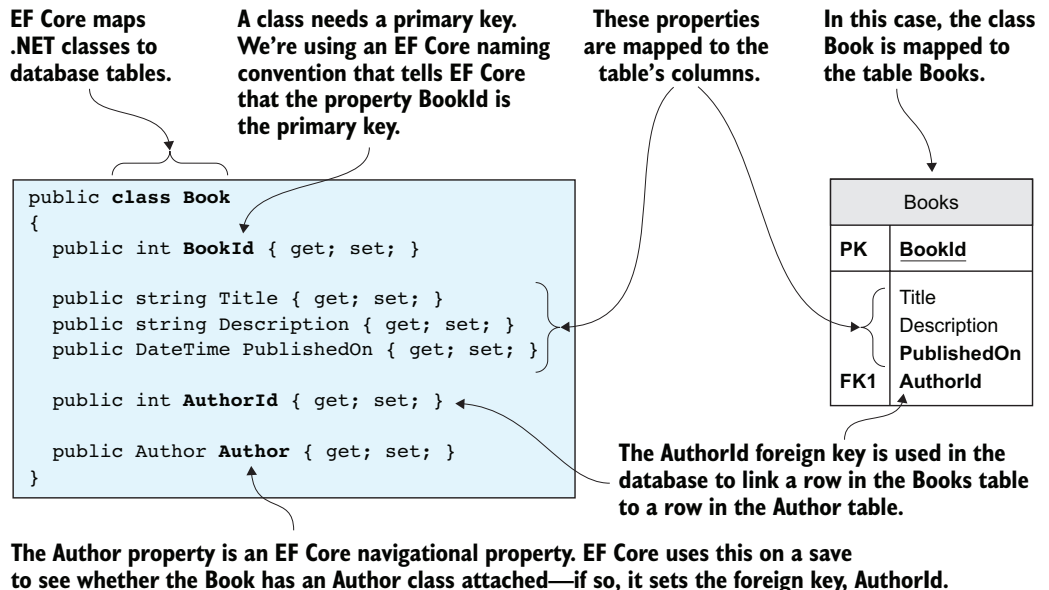 EF Core maps
.NET classes to
database tables.
A class needs a primary key.
We're using an EF Core naming
convention that tells EF Core
that the property BookId is
the primary key.
These properties
are mapped to the
table's columns.
In this case, the class
Book is mapped to
the table Books.
public class Book
{
public int BookId { get; set; }
public string Title { get; set; }
public string Description { get; set; }
public DateTime PublishedOn { get; set; }
public int AuthorId { get; set; }
public Author Author { get; set; }
}
Books
PK BookId
Title
Description
PublishedOn
FK1 AuthorId
The AuthorId foreign key is used in the
database to link a row in the Books table
to a row in the Author table.
The Author property is an EF Core navigational property. EF Core uses this on a save
to see whether the Book has an Author class attached—if so, it sets the foreign key, AuthorId.